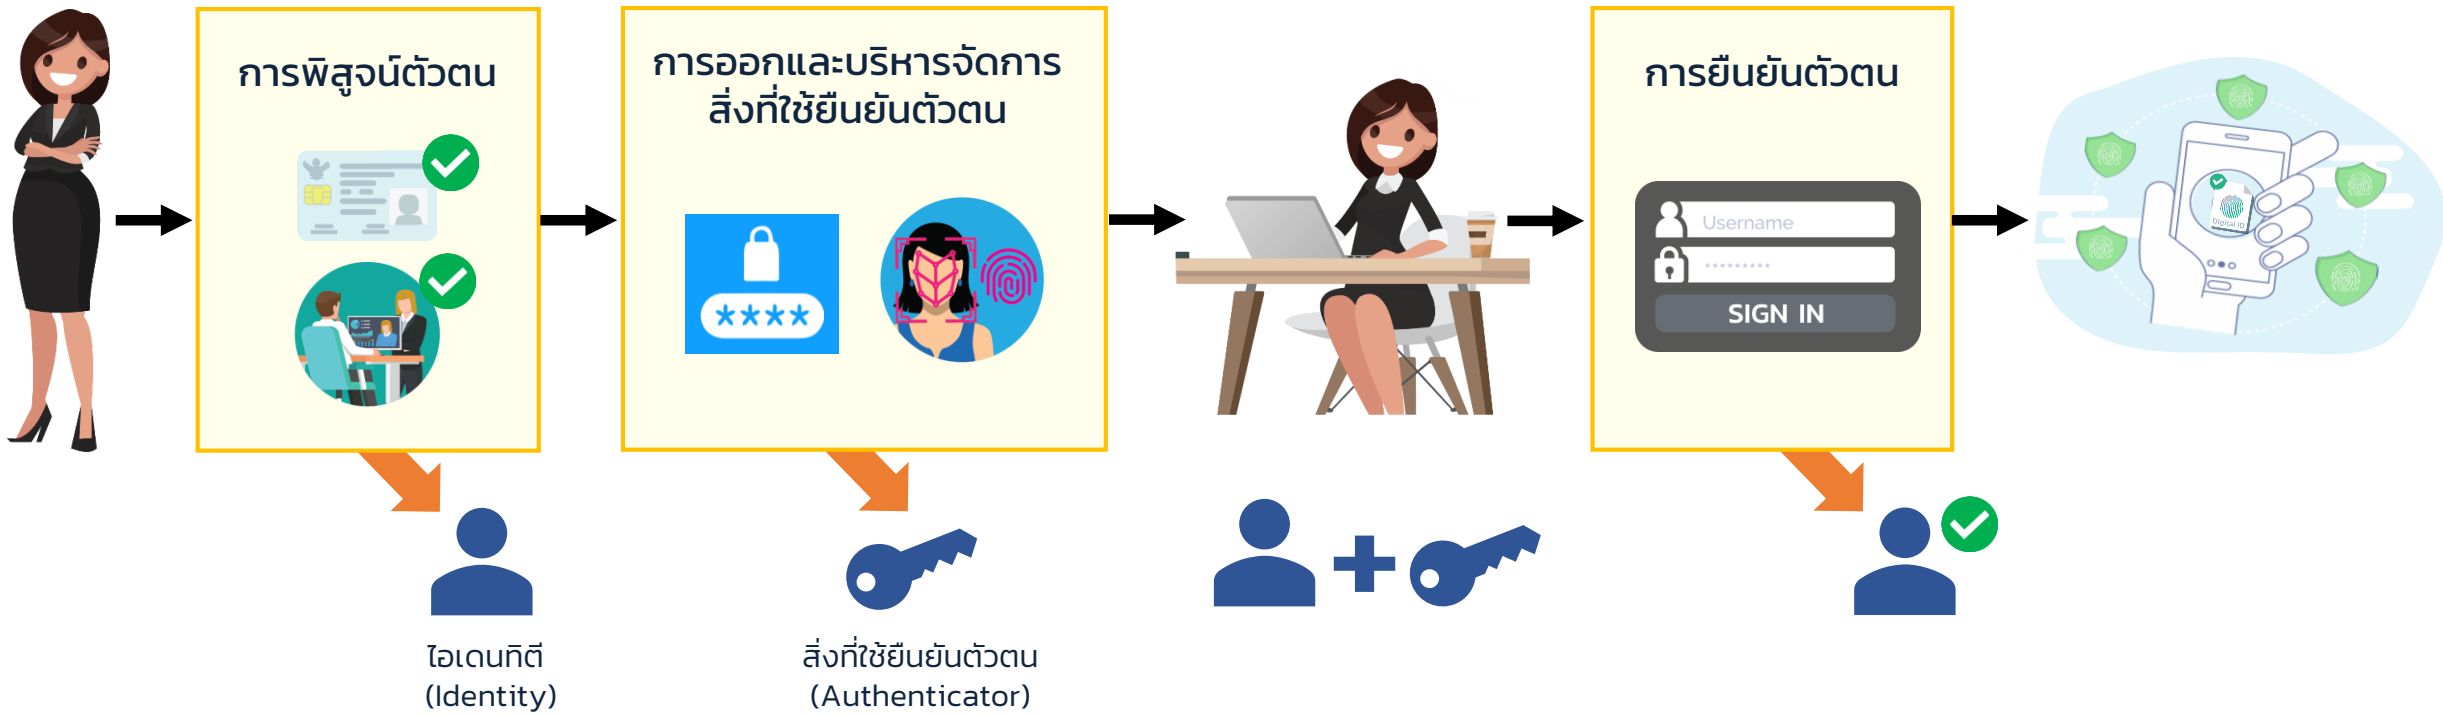 การพิสูจน์ตัวตน
การออกและบริหารจัดการ
สิ่งที่ใช้ยืนยันตัวตน
****
การยืนยันตัวตน
Username
*********
SIGN IN
Digital ID
ไอเดนทิตี
(Identity)
สิ่งที่ใช้ยืนยันตัวตน
(Authenticator)